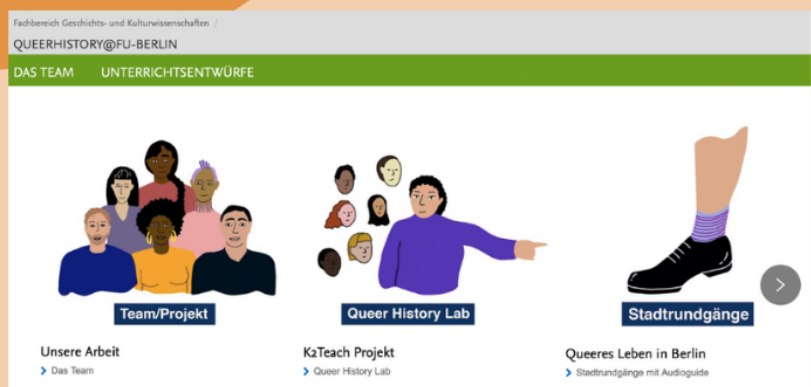 Fachbereich Geschichts- und Kulturwissenschaften /
QUEERHISTORY@FU-BERLIN
DAS TEAM UNTERRICHTSENTWÜRFE
Team/Projekt
Queer History Lab
Stadtrundgänge
Unsere Arbeit
K2Teach Projekt
Queeres Leben in Berlin
> Das Team
> Queer History Lab
> Stadtrundgänge mit Audioguide